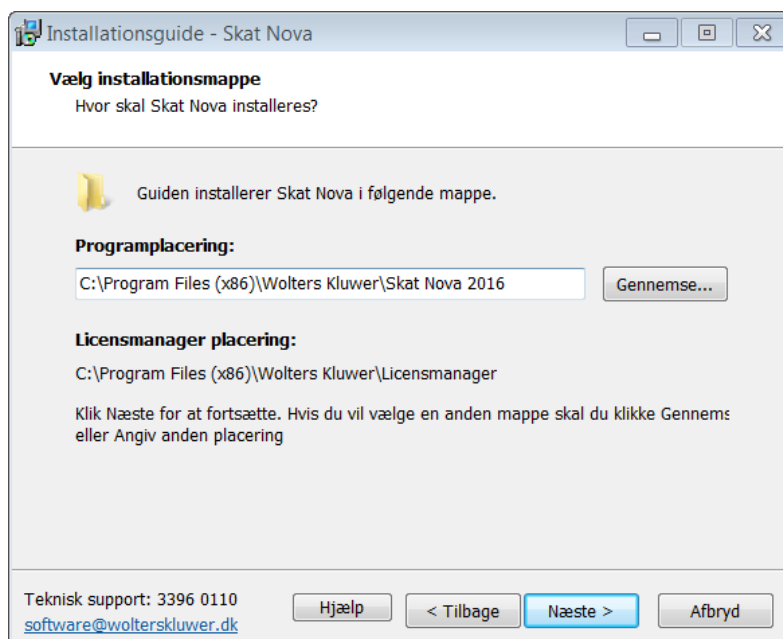 Installationsguide - Skat Nova
Vælg installationsmappe
Hvor skal Skat Nova installeres?
Guiden installerer Skat Nova i følgende mappe.
Programplacering:
C:\Program Files (x86)\Wolters Kluwer\Skat Nova 2016
Gennemse...
Licensmanager placering:
C:\Program Files (x86)\Wolters Kluwer\Licensmanager
Klik Næste for at fortsætte. Hvis du vil vælge en anden mappe skal du klikke Gennems
eller Angiv anden placering
Teknisk support: 3396 0110
software@wolterskluwer.dk
Hjælp
< Tilbage
Næste >
Afbryd